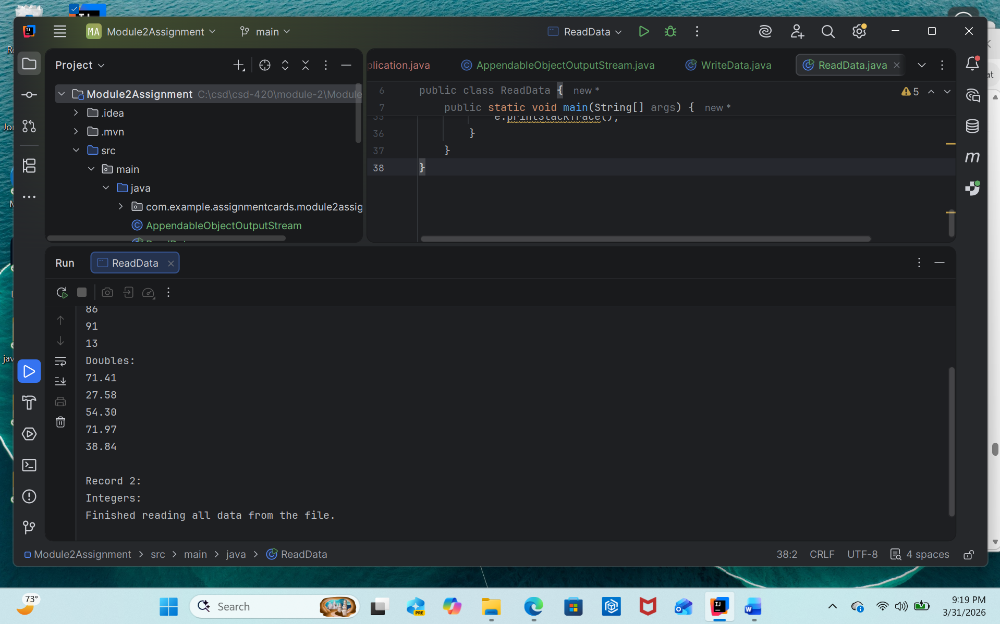 MA Module2Assignment main ReadData
Project
plication.java AppendableObjectOutputStream.java WriteData.java ReadData.java
Module2Assignment C:\csd\csd-420\module-2\Module
.idea
.mvn
src
main
java
com.example.assignmentcards.module2assig
AppendableObjectOutputStream
6 public class ReadData { new *
5
7 public static void main(String[] args) { new *
e.printStackTrace();
36 }
37 }
38 }
Run ReadData
86
91
13
Doubles:
71.41
27.58
54.30
71.97
38.84
Record 2:
Integers:
Finished reading all data from the file.
Module2Assignment > src > main > java > ReadData 38:2 CRLF UTF-8 4 spaces
73°
Search
PRE
9:19 PM
3/31/2026